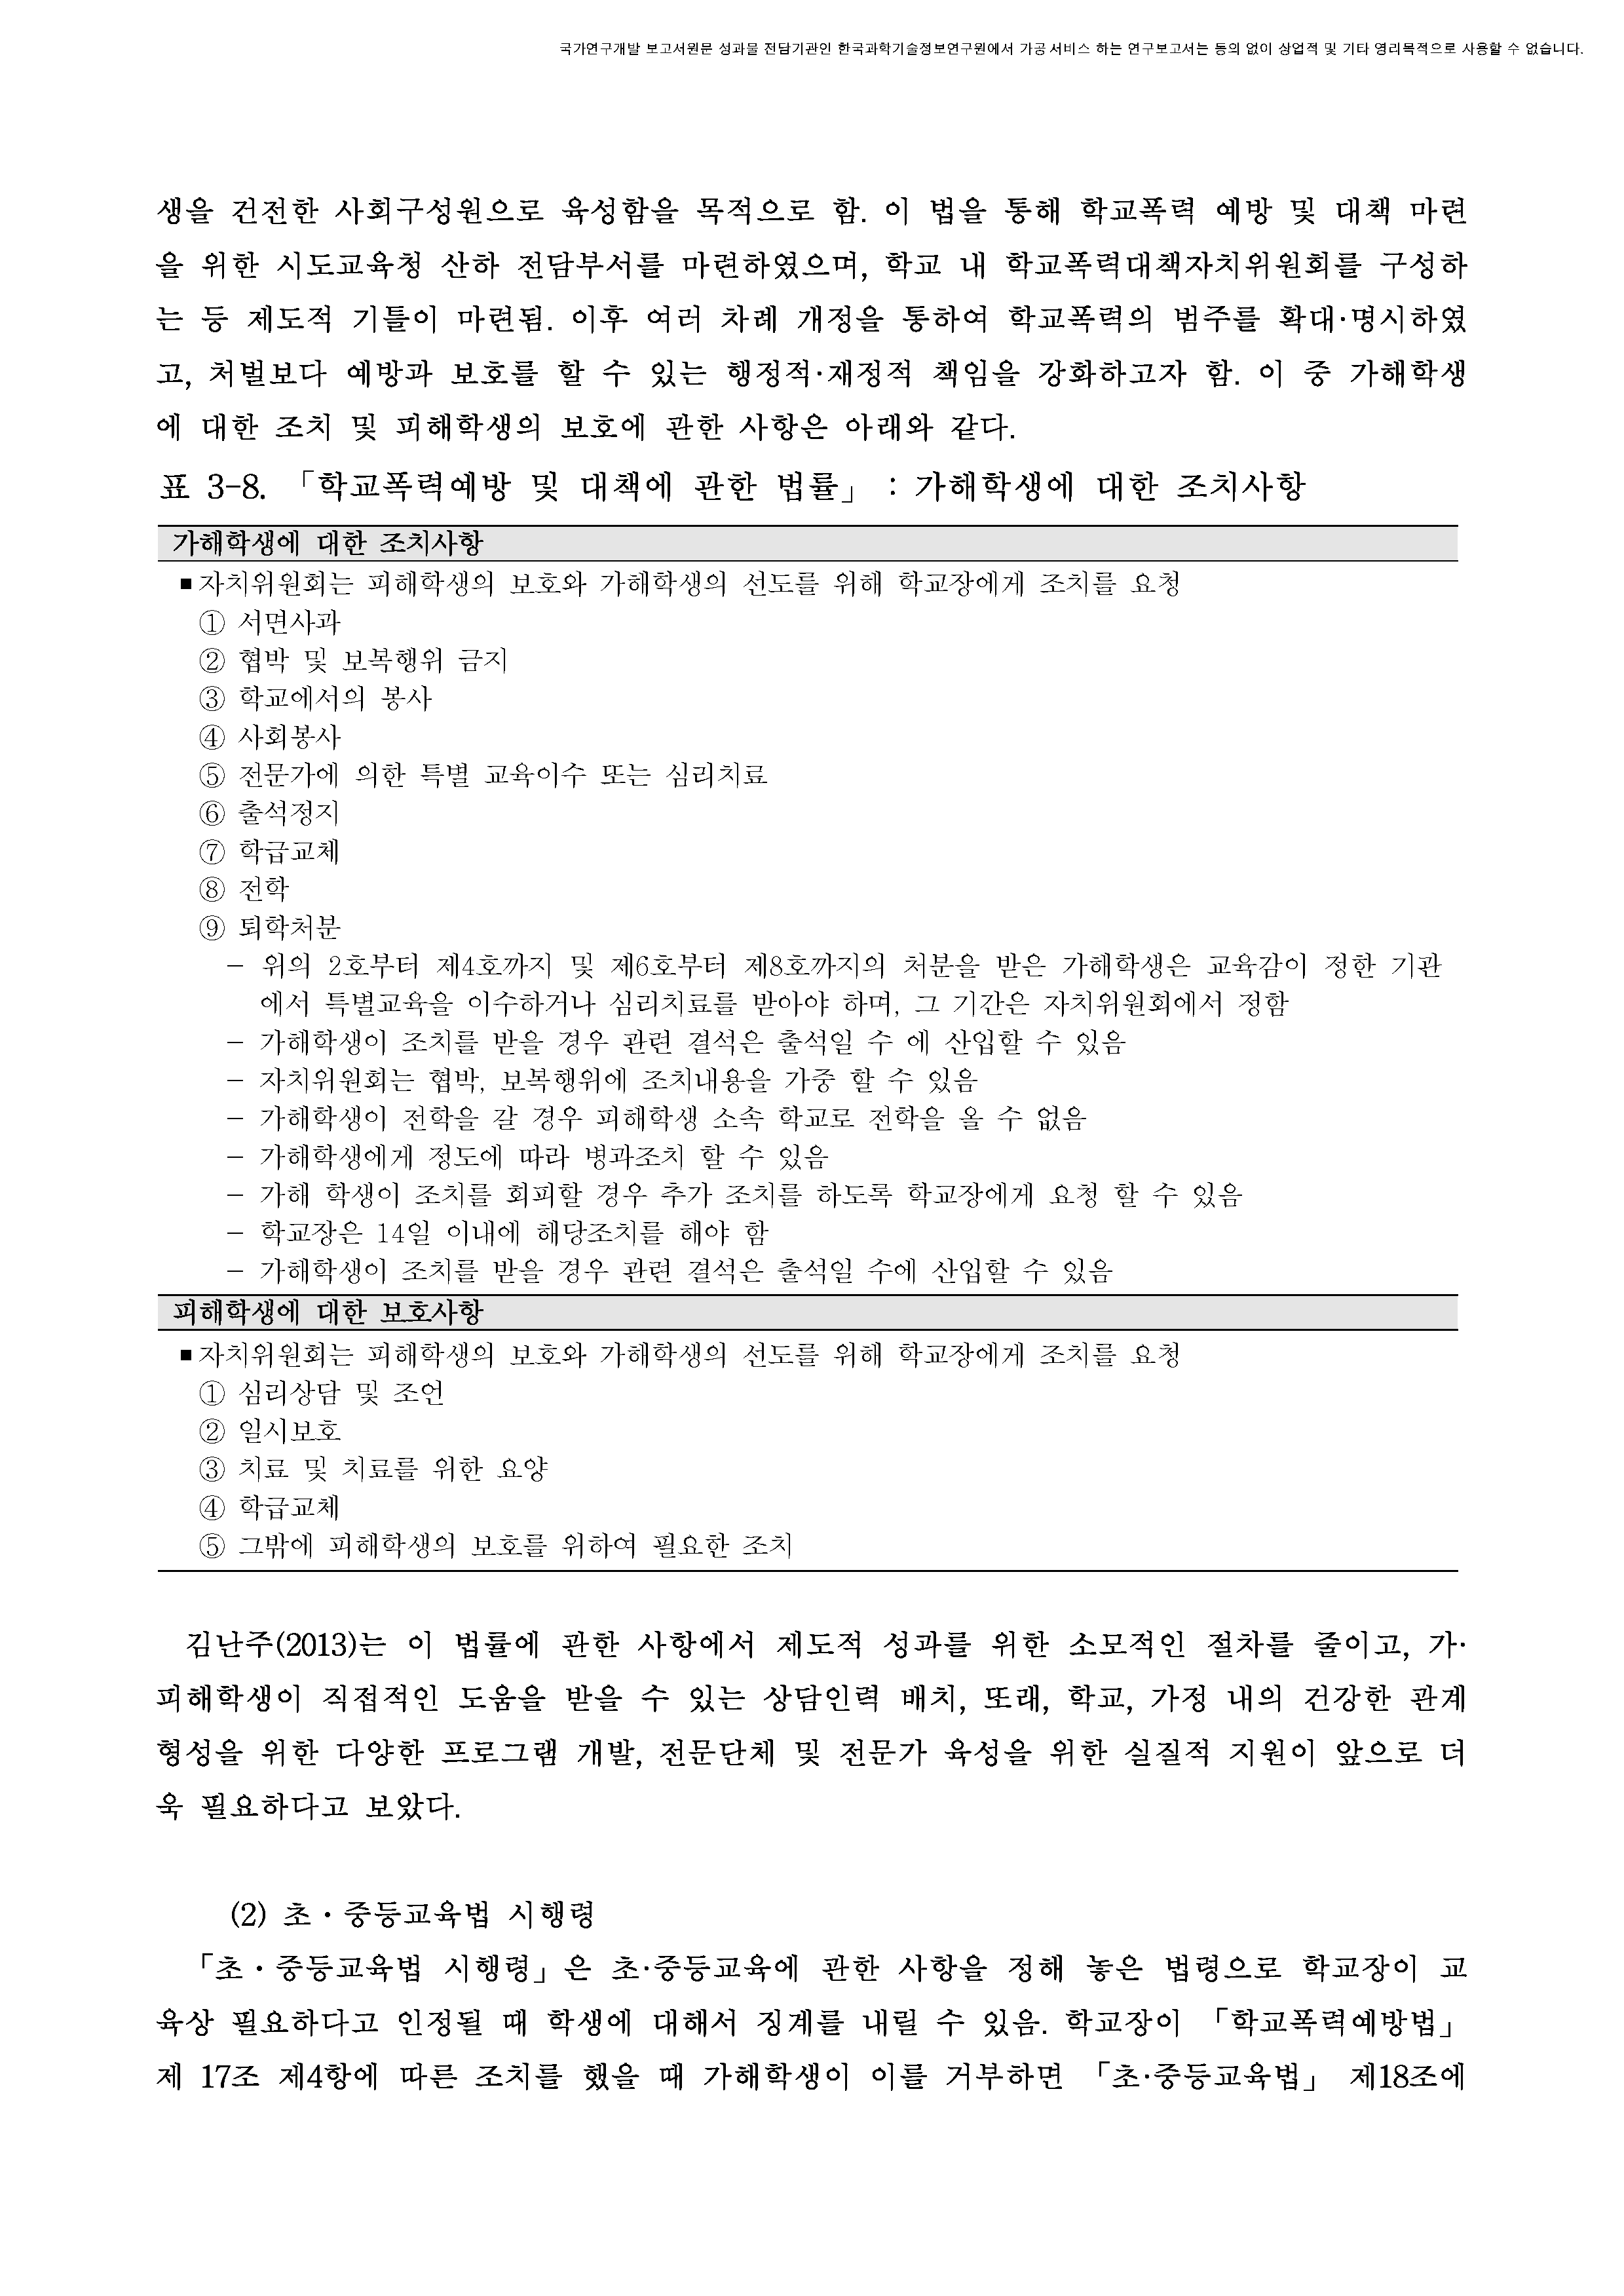 국가연구개발 보고서원문 성과물 전담기관인 한국과학기술정보연구원에서 가공·서비스 하는 연구보고서는 동의 없이 상업적 및 기타 영리목적으로 사용할 수 없습니다.
생을 건전한 사회구성원으로 육성함을 목적으로 함. 이 법을 통해 학교폭력 예방 및 대책 마련
을 위한 시도교육청 산하 전담부서를 마련하였으며, 학교 내 학교폭력대책자치위원회를 구성하
는 등 제도적 기틀이 마련됨. 이후 여러 차례 개정을 통하여 학교폭력의 범주를 확대·명시하였
고, 처벌보다 예방과 보호를 할 수 있는 행정적·재정적 책임을 강화하고자 함. 이 중 가해학생
에 대한 조치 및 피해학생의 보호에 관한 사항은 아래와 같다.
표 3-8. 「학교폭력예방 및 대책에 관한 법률」 : 가해학생에 대한 조치사항
가해학생에 대한 조치사항
■ 자치위원회는 피해학생의 보호와 가해학생의 선도를 위해 학교장에게 조치를 요청
① 서면사과
② 협박 및 보복행위 금지
③ 학교에서의 봉사
④ 사회봉사
⑤ 전문가에 의한 특별 교육이수 또는 심리치료
⑥ 출석정지
⑦ 학급교체
⑧ 전학
⑨ 퇴학처분
- 위의 2호부터 제4호까지 및 제6호부터 제8호까지의 처분을 받은 가해학생은 교육감이 정한 기관
에서 특별교육을 이수하거나 심리치료를 받아야 하며, 그 기간은 자치위원회에서 정함
- 가해학생이 조치를 받을 경우 관련 결석은 출석일 수 에 산입할 수 있음
- 자치위원회는 협박, 보복행위에 조치내용을 가중 할 수 있음
- 가해학생이 전학을 갈 경우 피해학생 소속 학교로 전학을 올 수 없음
- 가해학생에게 정도에 따라 병과조치 할 수 있음
- 가해 학생이 조치를 회피할 경우 추가 조치를 하도록 학교장에게 요청 할 수 있음
- 학교장은 14일 이내에 해당조치를 해야 함
- 가해학생이 조치를 받을 경우 관련 결석은 출석일 수에 산입할 수 있음
피해학생에 대한 보호사항
■ 자치위원회는 피해학생의 보호와 가해학생의 선도를 위해 학교장에게 조치를 요청
① 심리상담 및 조언
② 일시보호
③ 치료 및 치료를 위한 요양
④ 학급교체
⑤ 그밖에 피해학생의 보호를 위하여 필요한 조치
김난주(2013)는 이 법률에 관한 사항에서 제도적 성과를 위한 소모적인 절차를 줄이고, 가·
피해학생이 직접적인 도움을 받을 수 있는 상담인력 배치, 또래, 학교, 가정 내의 건강한 관계
형성을 위한 다양한 프로그램 개발, 전문단체 및 전문가 육성을 위한 실질적 지원이 앞으로 더
욱 필요하다고 보았다.
(2) 초·중등교육법 시행령
「초·중등교육법 시행령」은 초·중등교육에 관한 사항을 정해 놓은 법령으로 학교장이 교
육상 필요하다고 인정될 때 학생에 대해서 징계를 내릴 수 있음. 학교장이 「학교폭력예방법」
제 17조 제4항에 따른 조치를 했을 때 가해학생이 이를 거부하면 「초·중등교육법」 제18조에